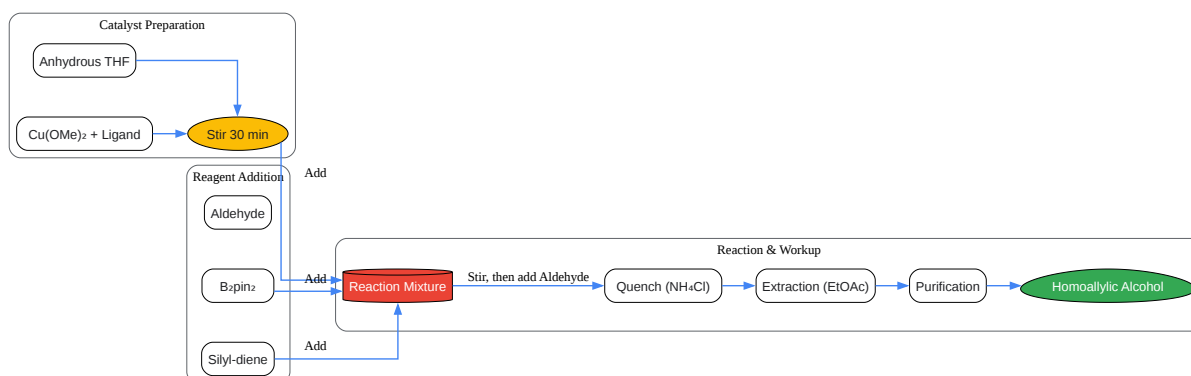 Catalyst Preparation
Anhydrous THF
Cu(OMe)₂ + Ligand
Stir 30 min
Add
Reagent Addition
Aldehyde
B₂pin₂
Add
Silyl-diene
Add
Reaction & Workup
Reaction Mixture
Stir, then add Aldehyde
Quench (NH₄Cl)
Extraction (EtOAc)
Purification
Homoallylic Alcohol